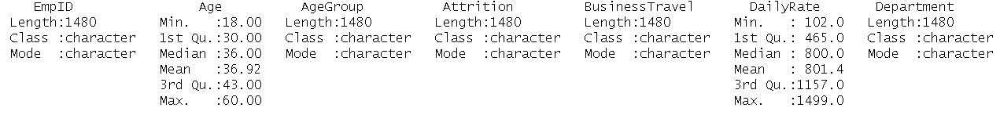 EmpID Age AgeGroup Attrition BusinessTravel DailyRate Department
Length:1480 Min. :18.00 Length:1480 Length:1480 Length:1480 Min. : 102.0 Length:1480
Class :character 1st Qu.:30.00 Class :character Class :character Class :character 1st Qu.: 465.0 Class :character
Mode :character Median :36.00 Mode :character Mode :character Mode :character Median : 800.0 Mode :character
Mean :36.92 Mean : 801.4
3rd Qu.:43.00 3rd Qu.:1157.0
Max. :60.00 Max. :1499.0